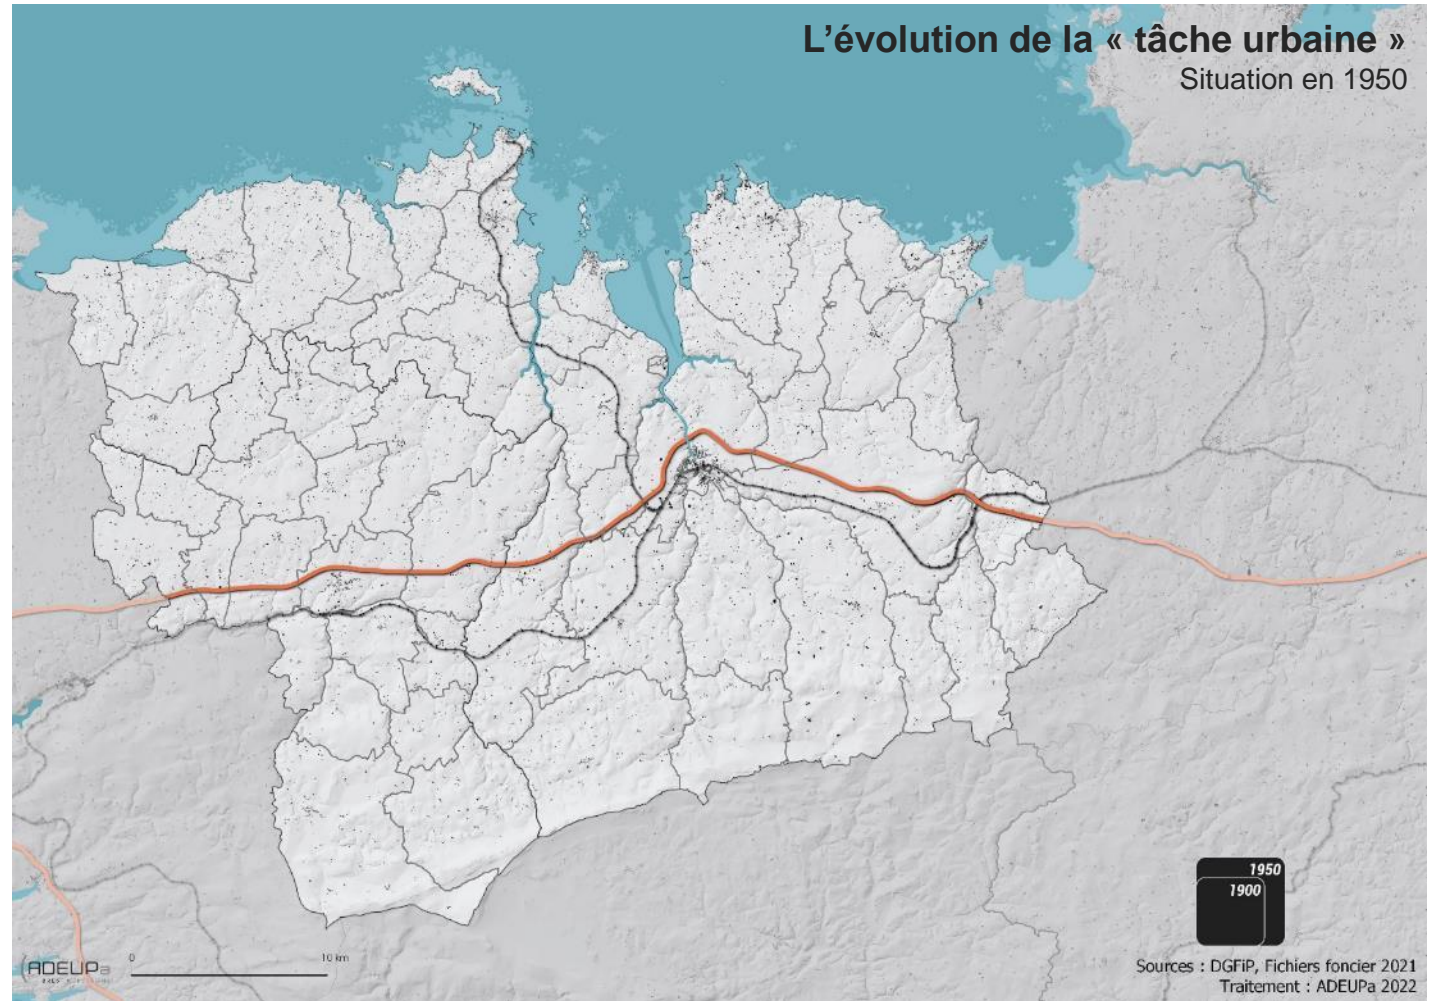 L'évolution de la « tâche urbaine »
Situation en 1950
1950
1900
ADEUPa
0
10 km
Sources : DGFiP, Fichiers foncier 2021
Traitement : ADEUPa 2022